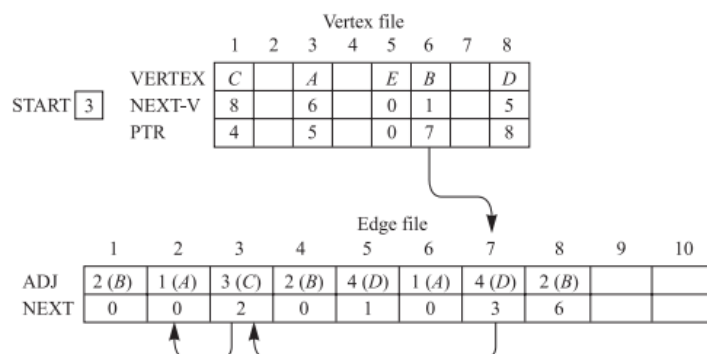 Vertex file
1 2 3 4 5 6 7 8
VERTEX C A E B D
START 3 NEXT-V 8 6 0 1 5
PTR 4 5 0 7 8
Edge file
1 2 3 4 5 6 7 8 9 10
ADJ 2 (B) 1 (A) 3 (C) 2 (B) 4 (D) 1 (A) 4 (D) 2 (B)
NEXT 0 0 2 0 1 0 3 6